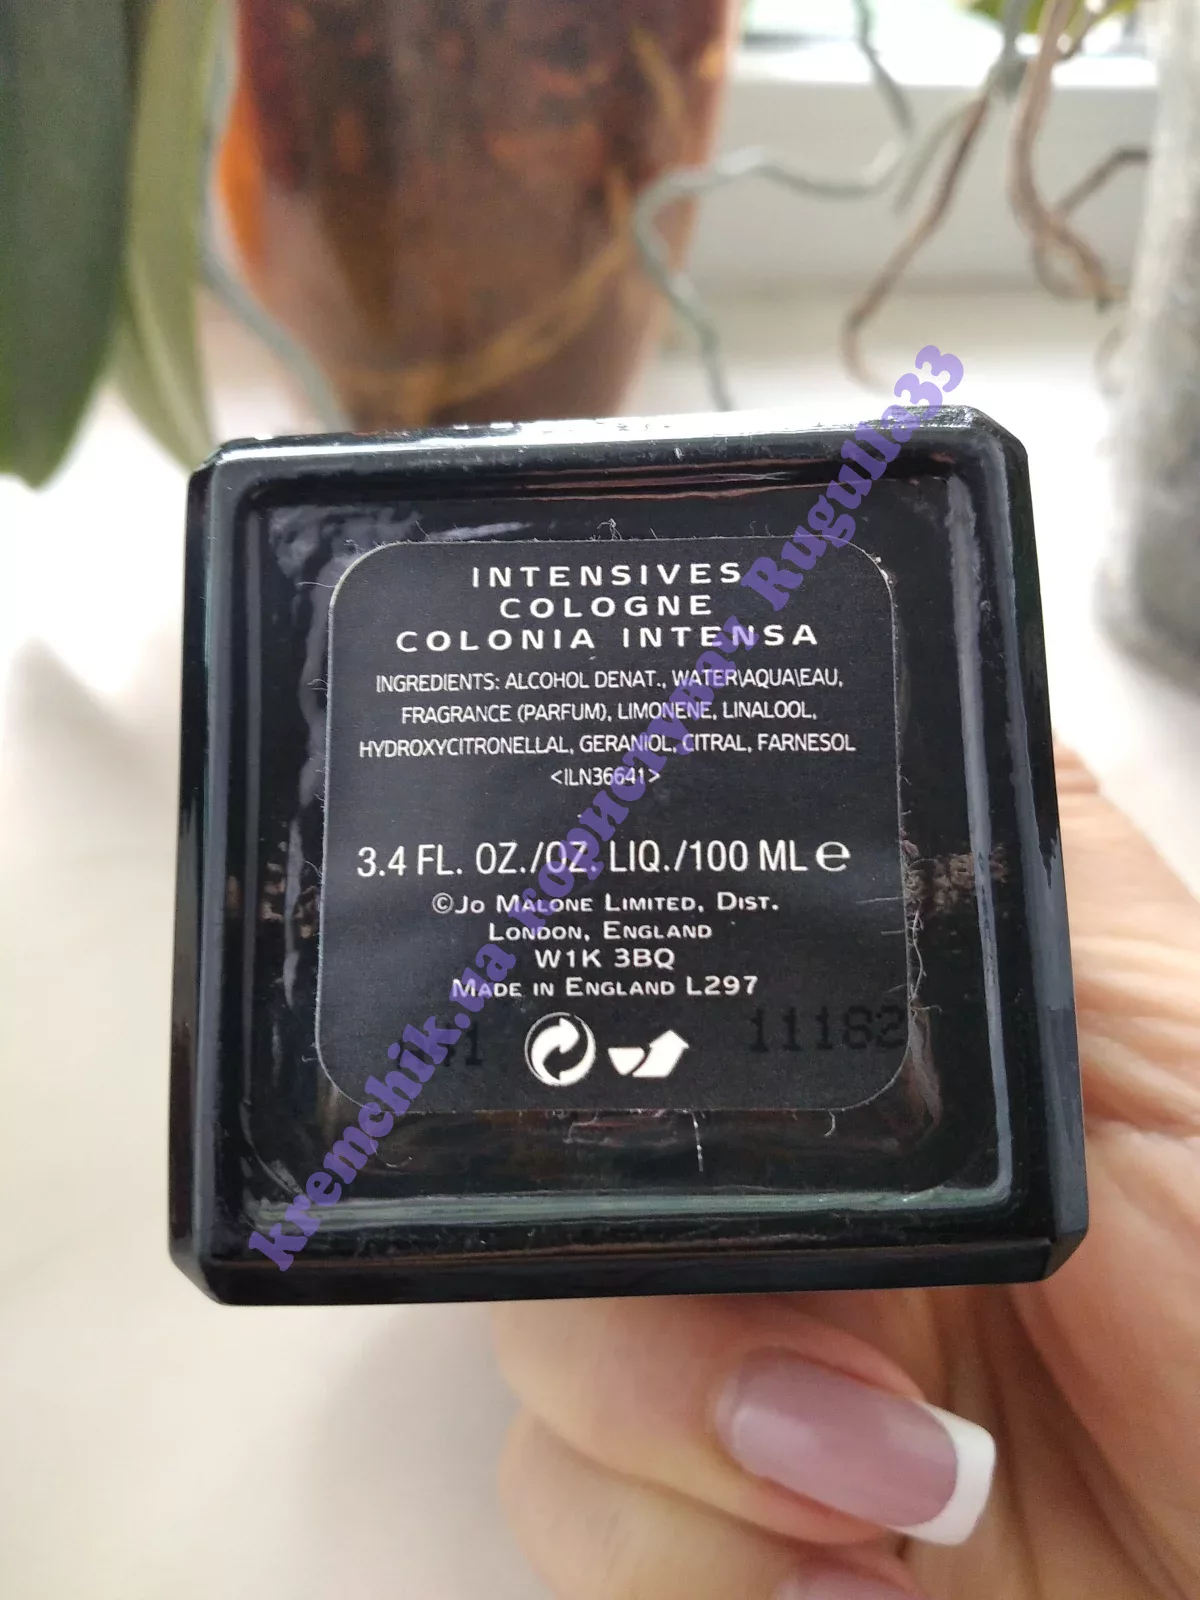 INTENSIVES
COLOGNE
COLONIA INTENSA
INGREDIENTS: ALCOHOL DENAT., WATER\AQUA\EAU,
FRAGRANCE (PARFUM), LIMONENE, LINALOOL,
HYDROXYCITRONELLAL, GERANIOL, CITRAL, FARNESOL
<ILN36641>
3.4 FL. OZ./OZ. LIQ./100 ML ℮
©JO MALONE LIMITED, DIST.
LONDON, ENGLAND
W1K 3BQ
MADE IN ENGLAND L297
11182
kremchik.ua користувач Rugulla33